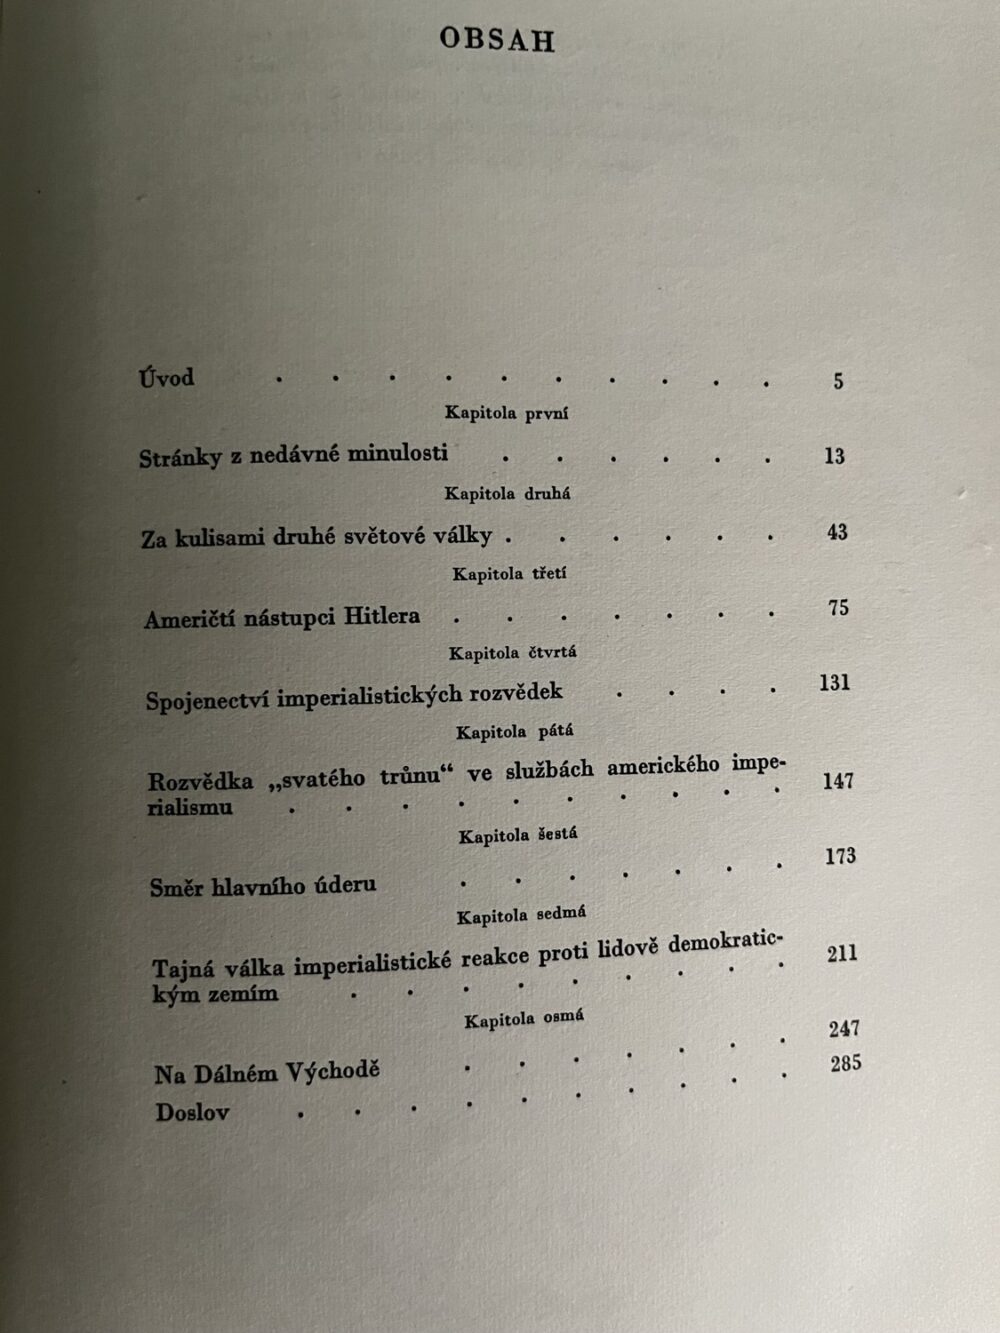 OBSAH
Úvod . . . . . . . . . . 5
Kapitola první
Stránky z nedávné minulosti . . . . . . 13
Kapitola druhá
Za kulisami druhé světové války . . . . . . 43
Kapitola třetí
Američtí nástupci Hitlera . . . . . . . 75
Kapitola čtvrtá
Spojenectví imperialistických rozvědek . . . . 131
Kapitola pátá
Rozvědka „svatého trůnu“ ve službách amerického impe-
rialismu . . . . . . . . . . 147
Kapitola šestá
Směr hlavního úderu . . . . . . . 173
Kapitola sedmá
Tajná válka imperialistické reakce proti lidově demokratic-
kým zemím . . . . . . . . . 211
Kapitola osmá
Na Dálném Východě . . . . . . . 247
Doslov . . . . . . . . . . 285